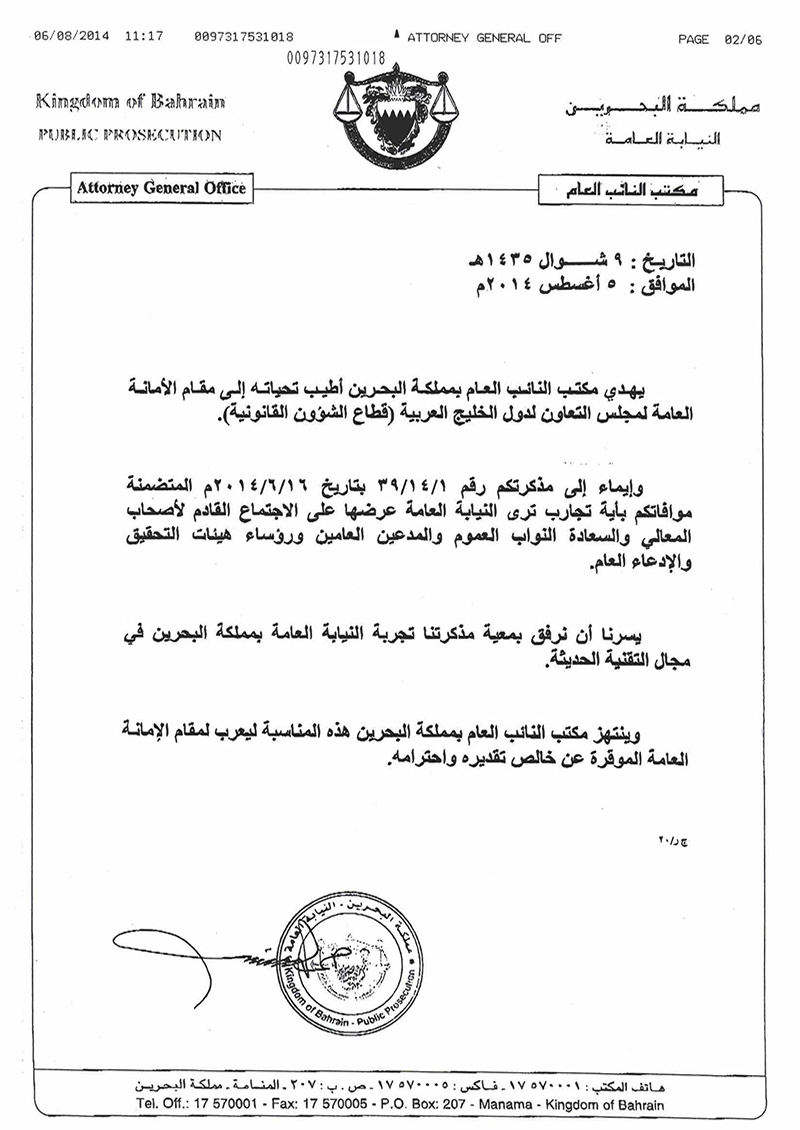 06/08/2014 11:17 0097317531018 ATTORNEY GENERAL OFF PAGE 02/06
0097317531018
Kingdom of Bahrain
PUBLIC PROSECUTION
مملكة البحرين
النيابة العامة
Attorney General Office
مكتب النائب العام
التاريخ : ٩ شوال ١٤٣٥هـ
الموافق : ٥ أغسطس ٢٠١٤م
يهدي مكتب النائب العام بمملكة البحرين أطيب تحياته إلى مقام الأمانة
العامة لمجلس التعاون لدول الخليج العربية (قطاع الشؤون القانونية).
وإيماء إلى مذكرتكم رقم ٣٩/١٤/١ بتاريخ ٢٠١٤/٦/١٦م المتضمنة
موافاتكم بأية تجارب ترى النيابة العامة عرضها على الاجتماع القادم لأصحاب
المعالي والسعادة النواب العموم والمدعين العامين ورؤساء هيئات التحقيق
والإدعاء العام.
يسرنا أن نرفق بمعية مذكرتنا تجربة النيابة العامة بمملكة البحرين في
مجال التقنية الحديثة.
وينتهز مكتب النائب العام بمملكة البحرين هذه المناسبة ليعرب لمقام الإمانة
العامة الموقرة عن خالص تقديره واحترامه.
مملكة البحرين - النيابة العامة
Kingdom of Bahrain - Public Prosecution
هاتف المكتب : ١٧٥٧٠٠٠١ - فاكس : ١٧٥٧٠٠٠٥ - ص . ب : ٢٠٧ - المنامة - مملكة البحرين
Tel. Off.: 17 570001 - Fax: 17 570005 - P.O. Box: 207 - Manama - Kingdom of Bahrain